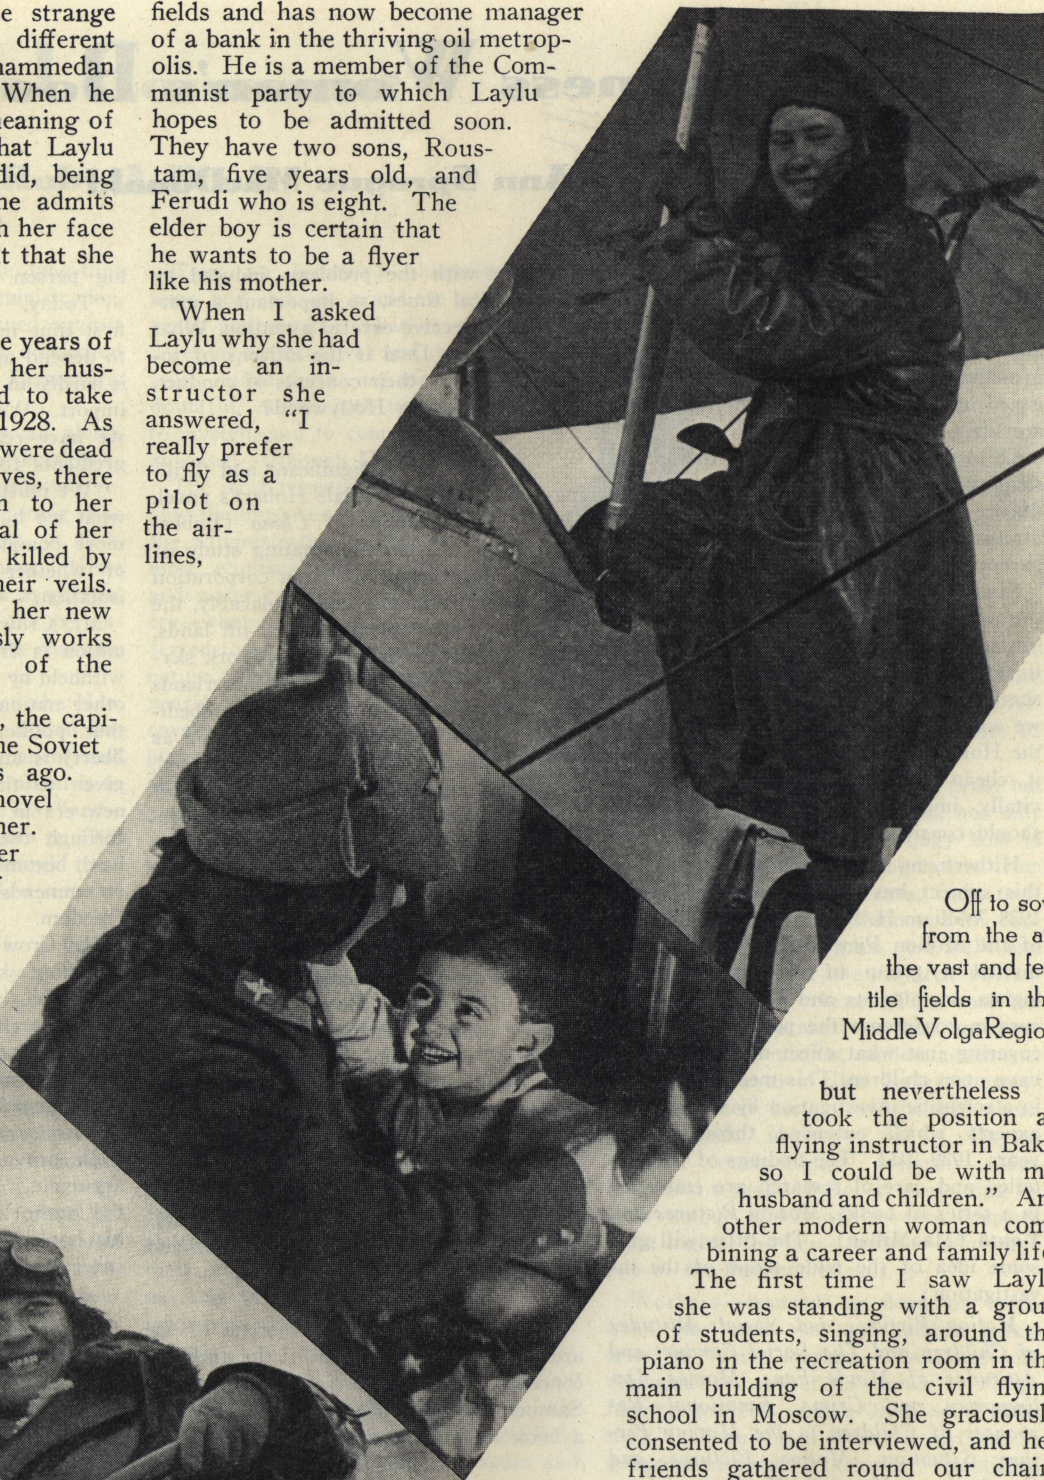 e strange
different
hammedan
When he
neaning of
hat Laylu
did, being
he admits
h her face
t that she
e years of
her hus-
d to take
1928. As
were dead
ves, there
n to her
al of her
killed by
heir veils.
her new
sly works
of the
, the capi-
ne Soviet
s ago.
novel
ner.
er
fields and has now become manager
of a bank in the thriving oil metrop-
olis. He is a member of the Com-
munist party to which Laylu
hopes to be admitted soon.
They have two sons, Rous-
tam, five years old, and
Ferudi who is eight. The
elder boy is certain that
he wants to be a flyer
like his mother.
When I asked
Laylu why she had
become an in-
structor she
answered, “I
really prefer
to fly as a
pilot on
the air-
lines,
Off to sow
from the a
the vast and fe
tile fields in th
Middle Volga Regio
but nevertheless
took the position a
flying instructor in Bak
so I could be with m
husband and children.” An
other modern woman com
bining a career and family life
The first time I saw Layl
she was standing with a grou
of students, singing, around th
piano in the recreation room in th
main building of the civil flyin
school in Moscow. She graciousl
consented to be interviewed, and he
friends gathered round our chair